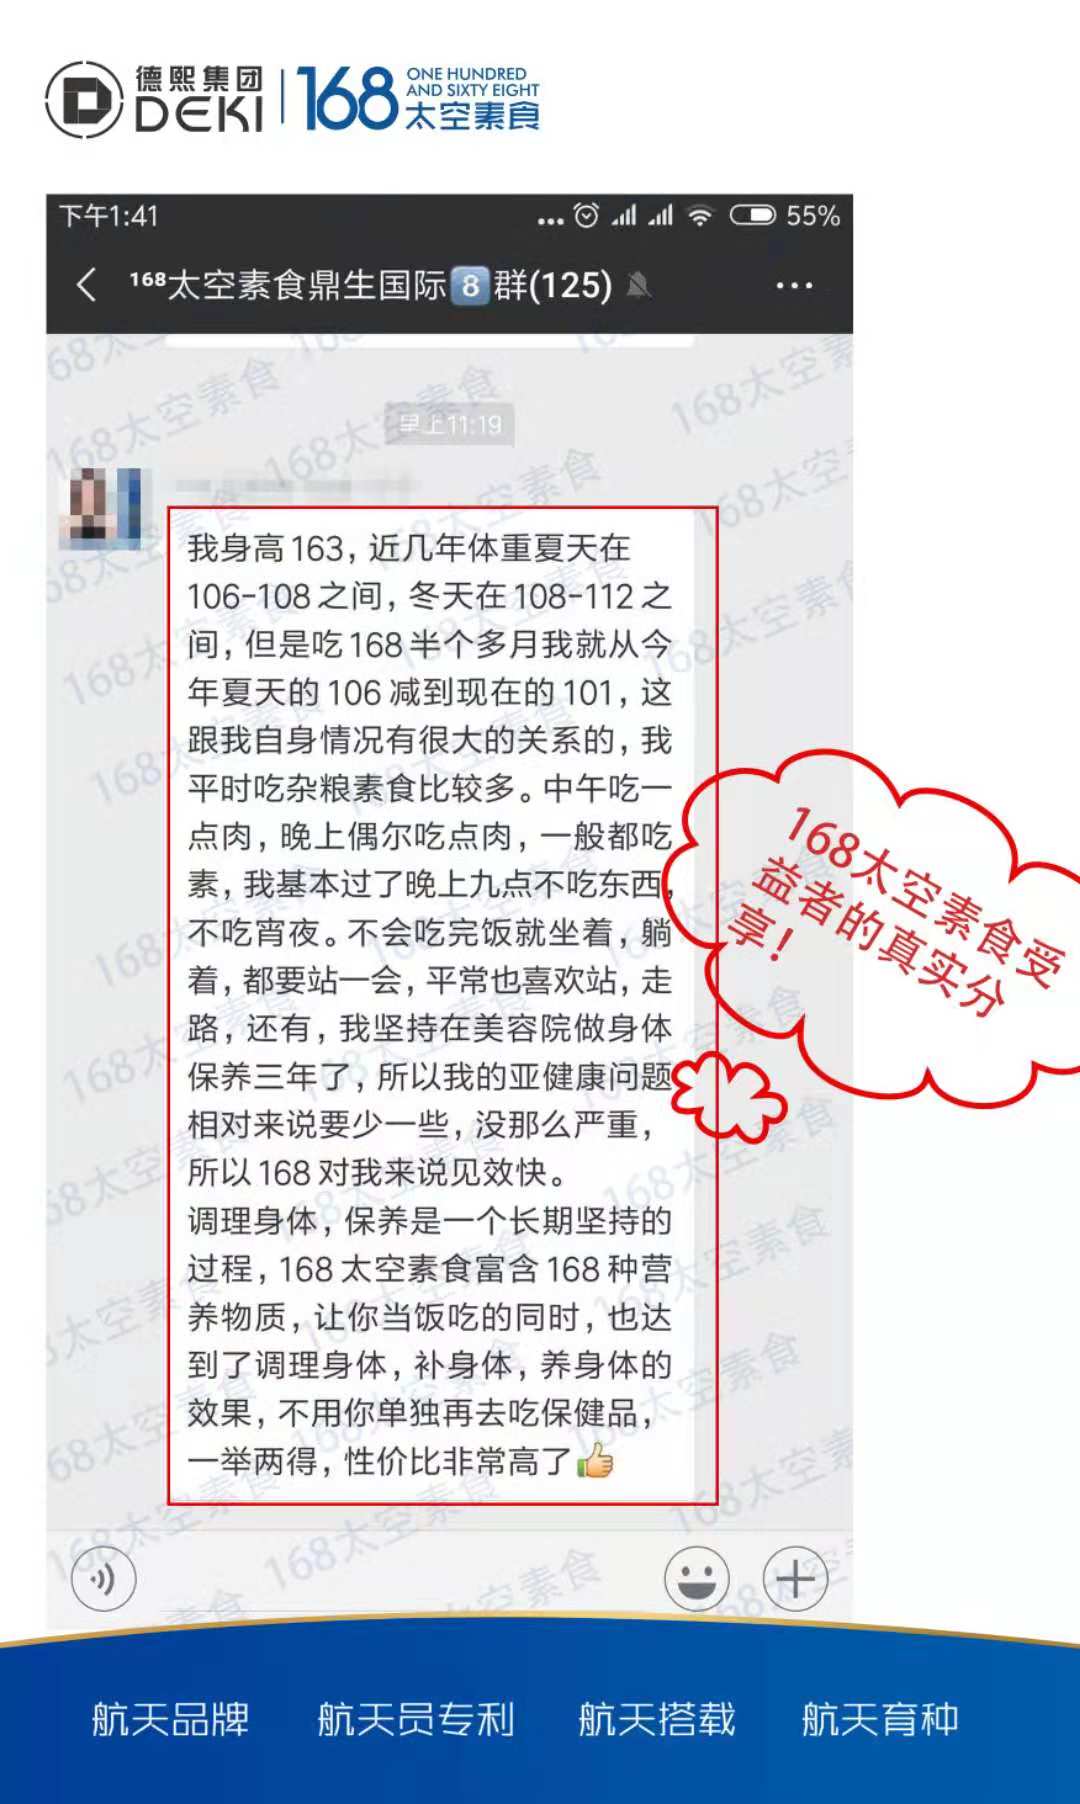 德熙集团
DEKI
168
ONE HUNDRED
AND SIXTY EIGHT
太空素食
下午1:41
55%
168太空素食鼎生国际8群(125)
早上11:19
我身高163，近几年体重夏天在
106-108之间，冬天在108-112之
间，但是吃168半个多月我就从今
年夏天的106减到现在的101，这
跟我自身情况有很大的关系的，我
平时吃杂粮素食比较多。中午吃一
点肉，晚上偶尔吃点肉，一般都吃
素，我基本过了晚上九点不吃东西，
不吃宵夜。不会吃完饭就坐着，躺
着，都要站一会，平常也喜欢站，走
路，还有，我坚持在美容院做身体
保养三年了，所以我的亚健康问题
相对来说要少一些，没那么严重，
所以168对我来说见效快。
调理身体，保养是一个长期坚持的
过程，168太空素食富含168种营
养物质，让你当饭吃的同时，也达
到了调理身体，补身体，养身体的
效果，不用你单独再去吃保健品，
一举两得，性价比非常高了👍
168太空素食受
益者的真实分
享！
168太空素食
航天品牌 航天员专利 航天搭载 航天育种